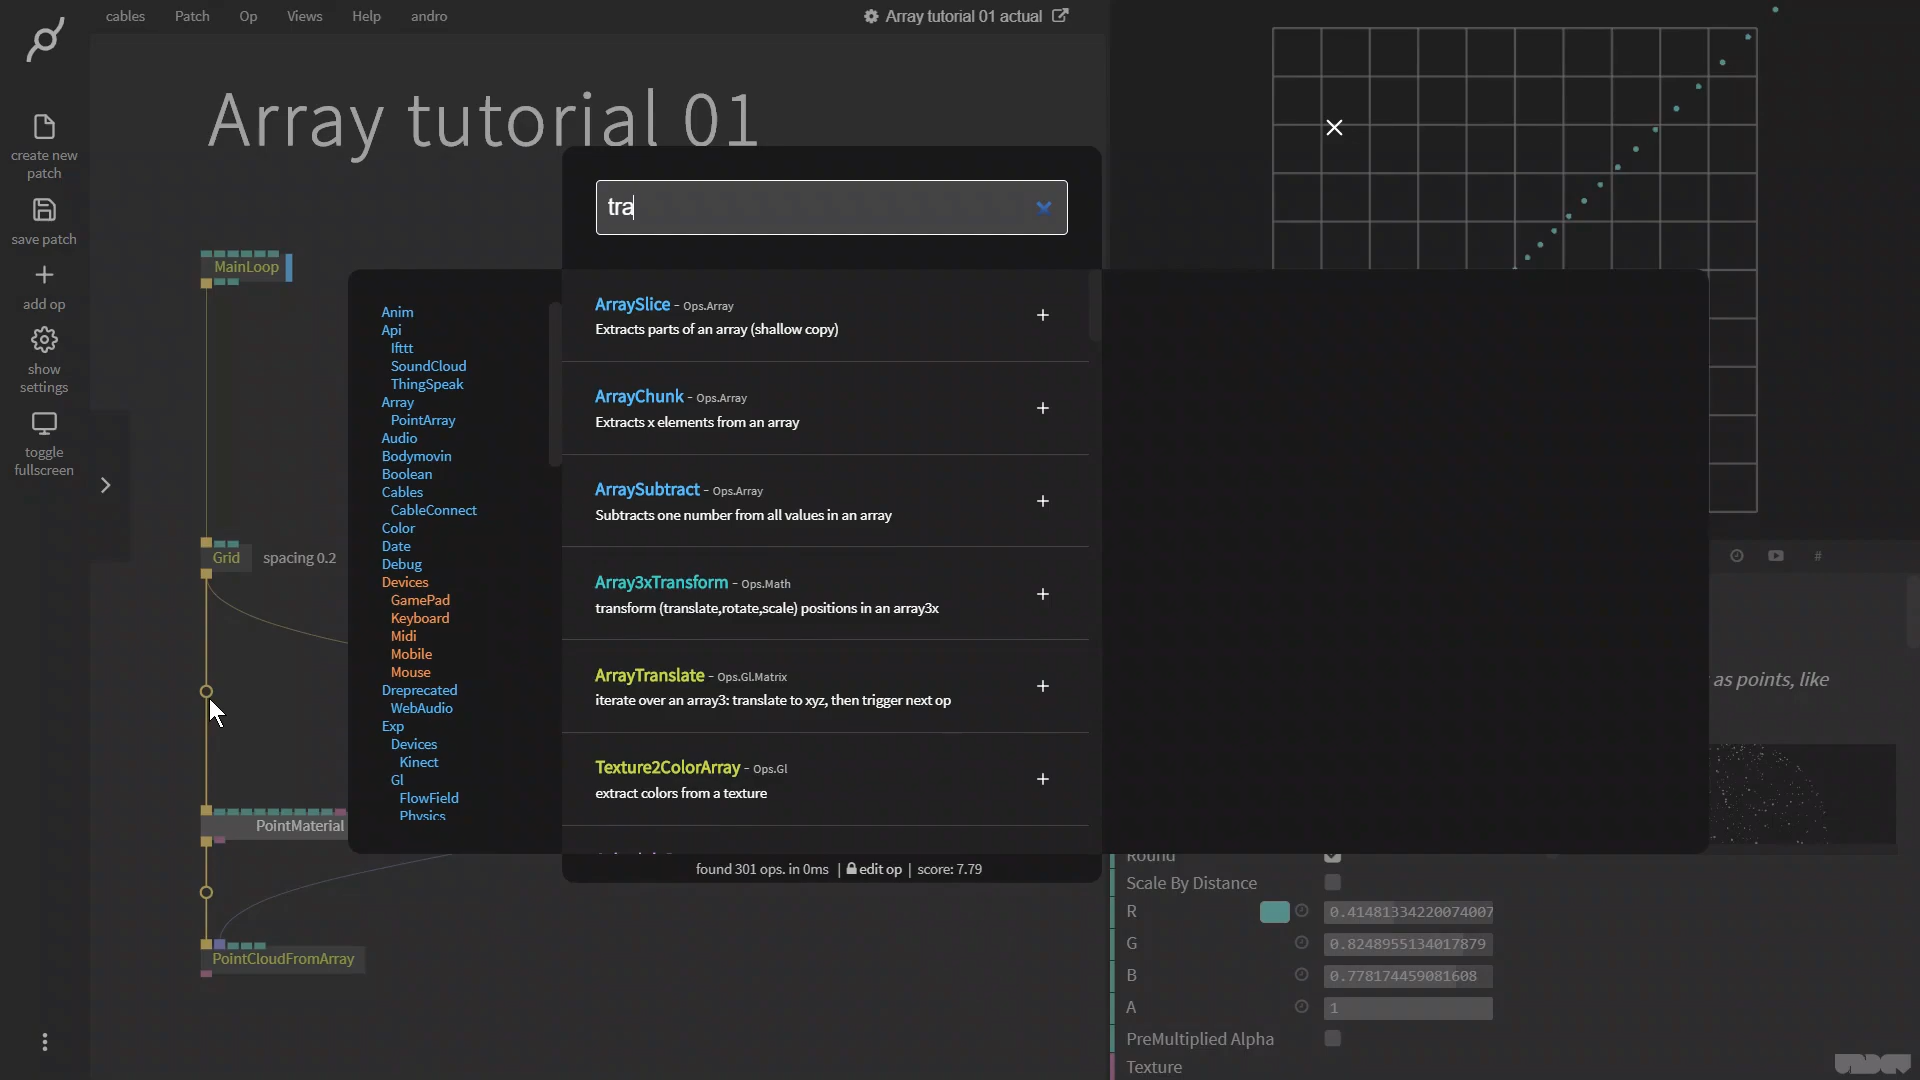 cables Patch Op Views Help andro
Array tutorial 01 actual
create new
patch
save patch
add op
show
settings
toggle
fullscreen
Array tutorial 01
tra
MainLoop
Grid spacing 0.2
PointMaterial
PointCloudFromArray
Anim
Api
Ifttt
SoundCloud
ThingSpeak
Array
PointArray
Audio
Bodymovin
Boolean
Cables
CableConnect
Color
Date
Debug
Devices
GamePad
Keyboard
Midi
Mobile
Mouse
Dreprecated
WebAudio
Exp
Devices
Kinect
Gl
FlowField
Physics
ArraySlice - Ops.Array
Extracts parts of an array (shallow copy)
ArrayChunk - Ops.Array
Extracts x elements from an array
ArraySubtract - Ops.Array
Subtracts one number from all values in an array
Array3xTransform - Ops.Math
transform (translate,rotate,scale) positions in an array3x
ArrayTranslate - Ops.Gl.Matrix
iterate over an array3: translate to xyz, then trigger next op
Texture2ColorArray - Ops.Gl
extract colors from a texture
found 301 ops. in 0ms | edit op | score: 7.79
#
as points, like
Round
Scale By Distance
R 0.41481334220074007
G 0.8248955134017879
B 0.778174459081608
A 1
PreMultiplied Alpha
Texture